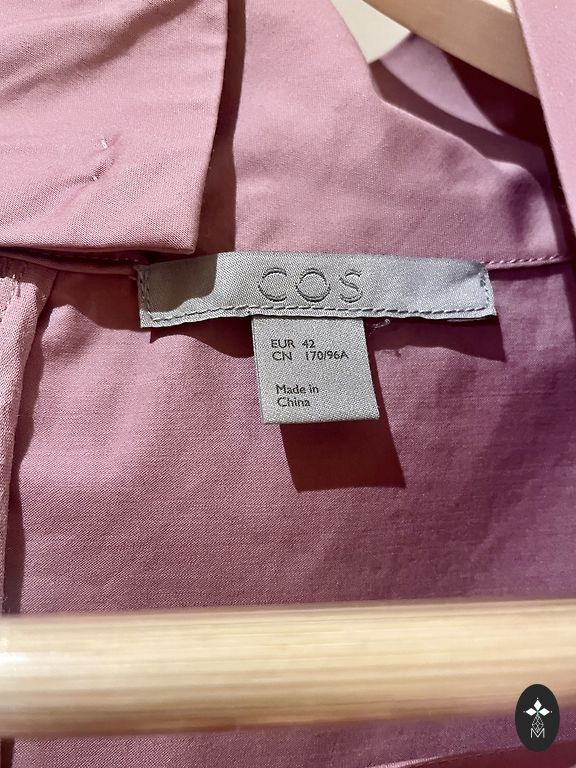 COS
EUR 42
CN 170/96A
Made in
China
M